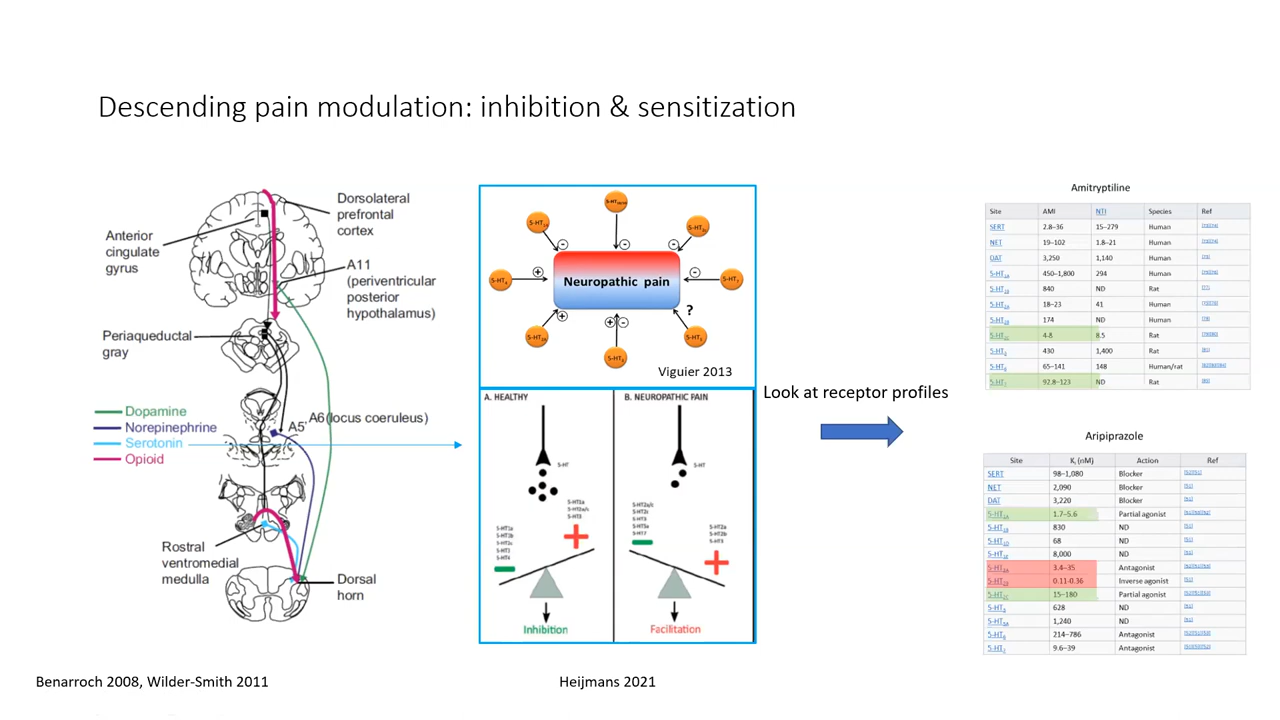 Descending pain modulation: inhibition & sensitization
Dorsolateral
prefrontal
cortex
Anterior
cingulate
gyrus
A11
(periventricular
posterior
hypothalamus)
Periaqueductal
gray
Dopamine
Norepinephrine
Serotonin
Opioid
A6(locus coeruleus)
A5
Rostral
ventromedial
medulla
Dorsal
horn
Benarroch 2008, Wilder-Smith 2011
Neuropathic pain
?
Viguier 2013
A. HEALTHY
5-HT
5-HT1a
5-HT3
Inhibition
B. NEUROPATHIC PAIN
5-HT
5-HT2a
5-HT2b
5-HT3
Facilitation
Heijmans 2021
Look at receptor profiles
Amitryptiline
Site AMI NTI Species Ref
SERT 2.8–36 15–279 Human
NET 19–102 1.8–21 Human
DAT 3,250 1,140 Human
5-HT1A 450–1,800 294 Human
840 ND Rat
18–23 41 Human
174 ND Human
5-HT2C 4-8 8.5 Rat
430 1,400 Rat
65–141 148 Human/rat
92.8–123 ND Rat
Aripiprazole
Site Ki (nM) Action Ref
SERT 98–1,080 Blocker
NET 2,090 Blocker
DAT 3,220 Blocker
5-HT1A 1.7–5.6 Partial agonist
5-HT1B 830 ND
5-HT1D 68 ND
5-HT1E 8,000 ND
5-HT2A 3.4–35 Antagonist
5-HT2B 0.11-0.36 Inverse agonist
5-HT2C 15–180 Partial agonist
5-HT3 628 ND
5-HT5A 1,240 ND
5-HT6 214–786 Antagonist
5-HT7 9.6–39 Antagonist